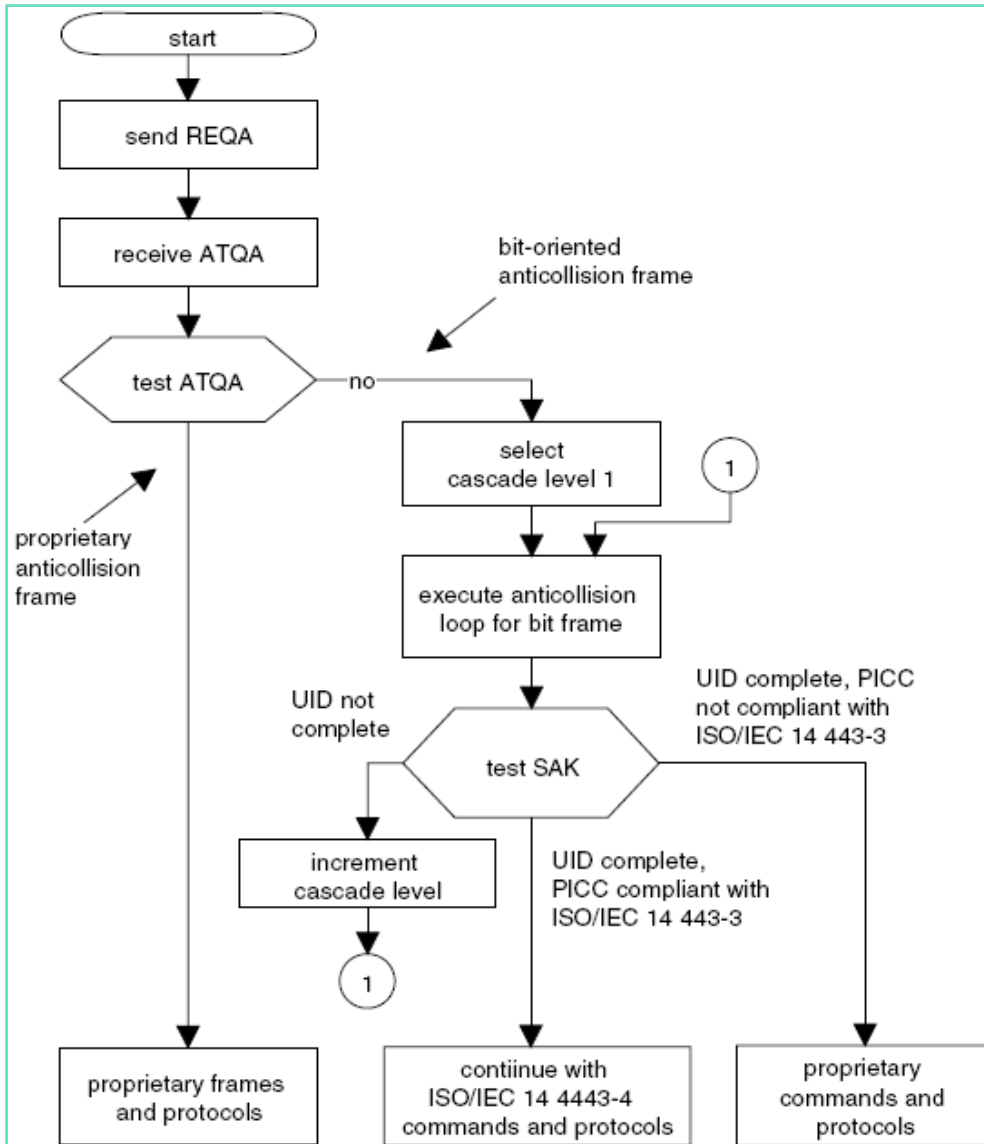 start
send REQA
receive ATQA
bit-oriented
anticollision frame
test ATQA
no
select
cascade level 1
1
proprietary
anticollision
frame
execute anticollision
loop for bit frame
UID not
complete
UID complete, PICC
not compliant with
ISO/IEC 14 443-3
test SAK
increment
cascade level
UID complete,
PICC compliant with
ISO/IEC 14 443-3
1
proprietary frames
and protocols
contiinue with
ISO/IEC 14 4443-4
commands and protocols
proprietary
commands and
protocols